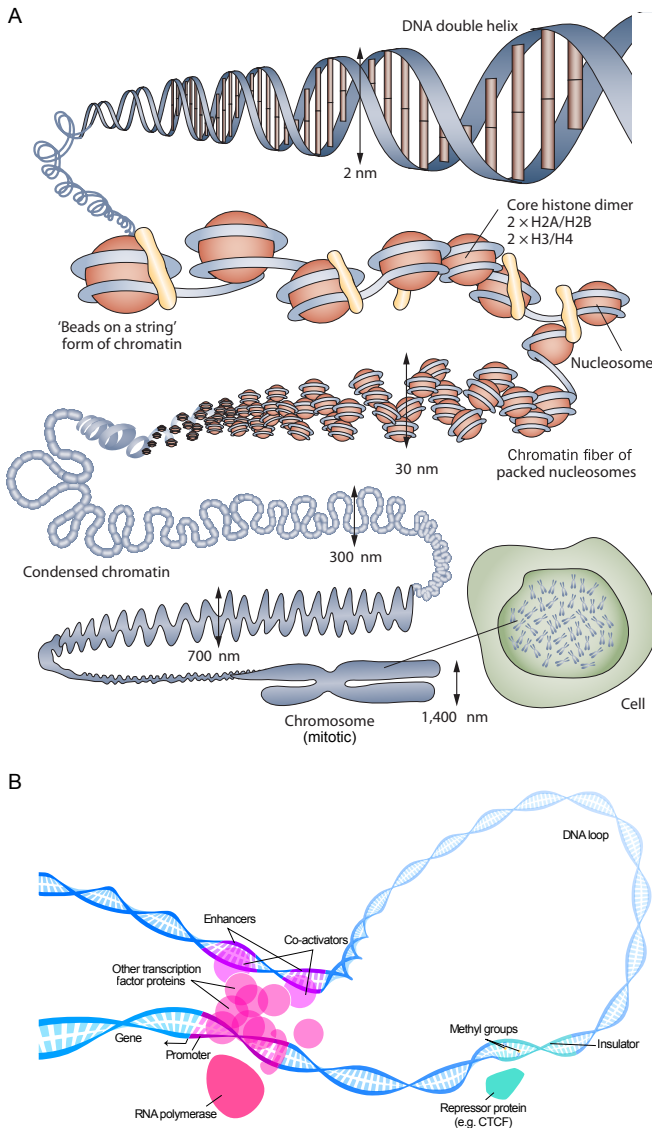 A
DNA double helix
2 nm
Core histone dimer
2 × H2A/H2B
2 × H3/H4
'Beads on a string'
form of chromatin
Nucleosome
30 nm
Chromatin fiber of
packed nucleosomes
300 nm
Condensed chromatin
700 nm
Chromosome
(mitotic)
1,400 nm
Cell
B
DNA loop
Enhancers
Co-activators
Other transcription
factor proteins
Gene
Promoter
Methyl groups
Insulator
RNA polymerase
Repressor protein
(e.g. CTCF)